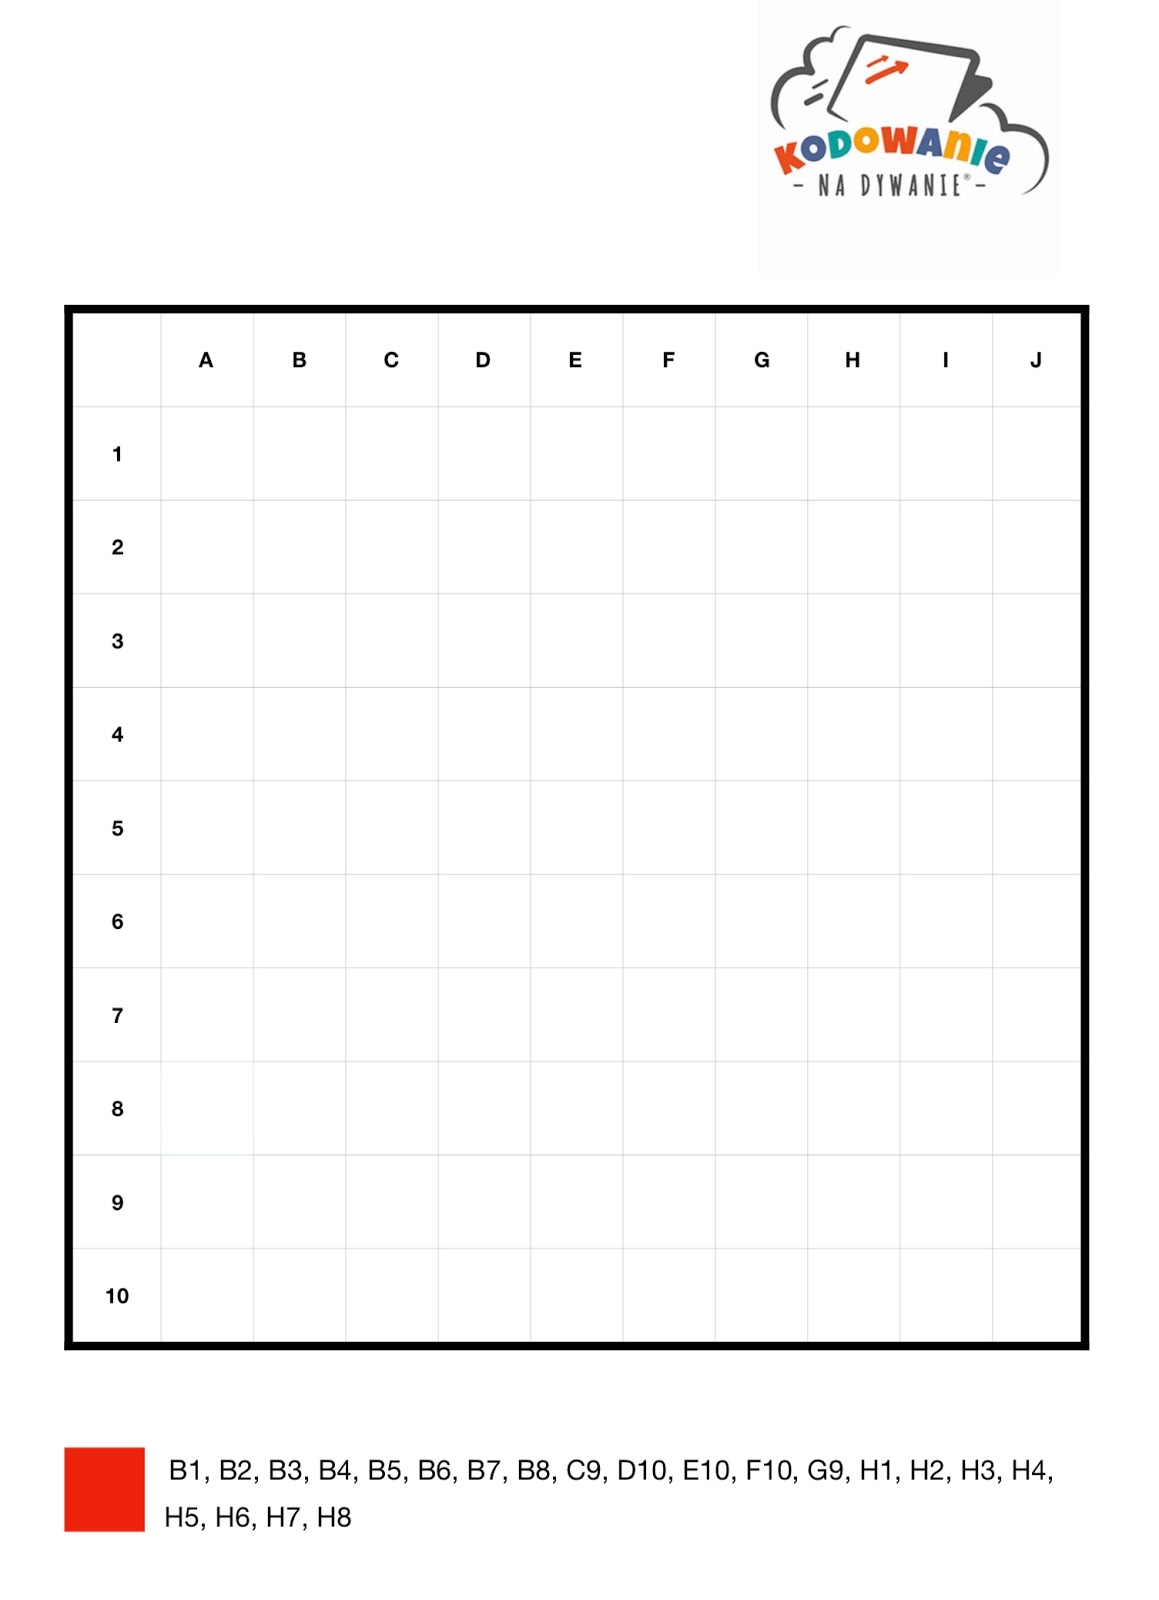 KODOWANIE
- NA DYWANIE® -
A B C D E F G H I J
1
2
3
4
5
6
7
8
9
10
B1, B2, B3, B4, B5, B6, B7, B8, C9, D10, E10, F10, G9, H1, H2, H3, H4,
H5, H6, H7, H8